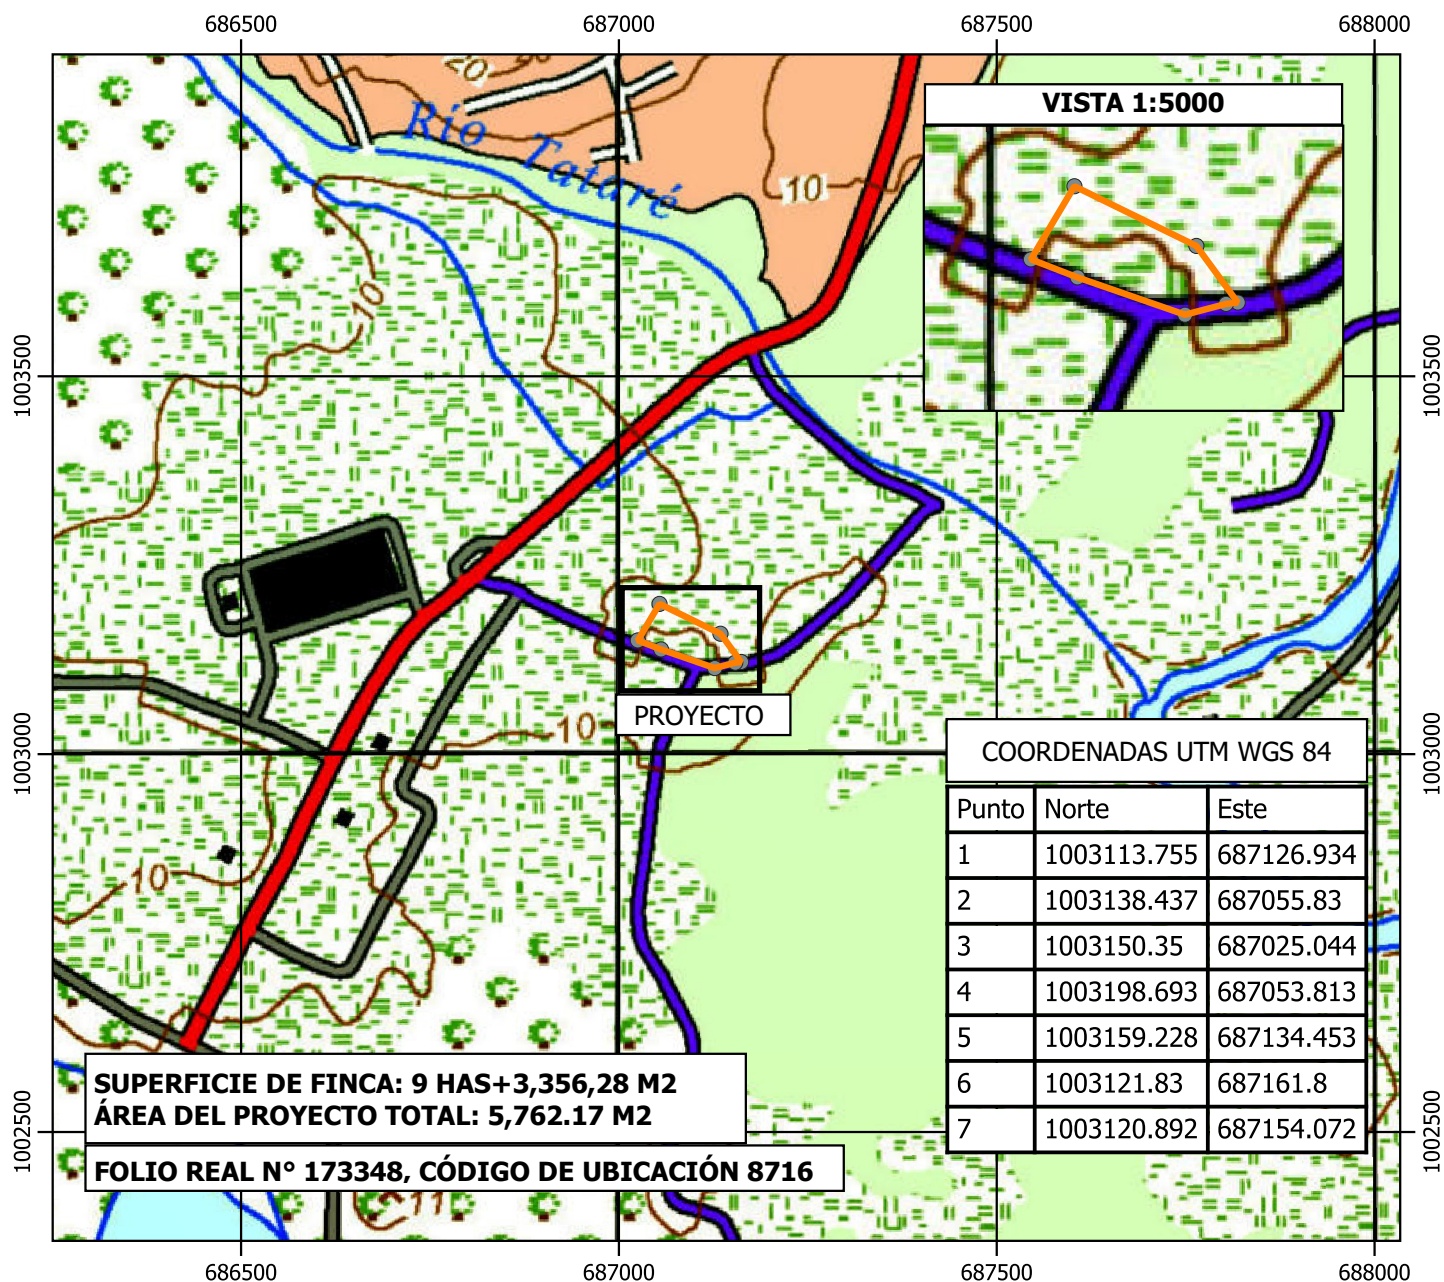 686500 687000 687500 688000
20
VISTA 1:5000
Río Tataré
10
10
1003500 1003500
PROYECTO
10
1003000 1003000
COORDENADAS UTM WGS 84
Punto Norte Este
1 1003113.755 687126.934
2 1003138.437 687055.83
3 1003150.35 687025.044
4 1003198.693 687053.813
5 1003159.228 687134.453
6 1003121.83 687161.8
7 1003120.892 687154.072
10
SUPERFICIE DE FINCA: 9 HAS+3,356,28 M2
ÁREA DEL PROYECTO TOTAL: 5,762.17 M2
1002500 1002500
FOLIO REAL N° 173348, CÓDIGO DE UBICACIÓN 8716
11
686500 687000 687500 688000